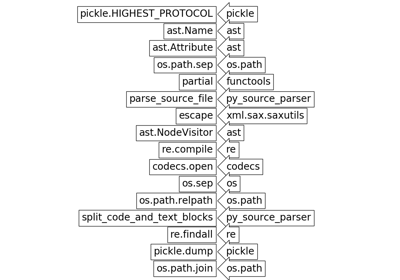 pickle.HIGHEST_PROTOCOL pickle
ast.Name ast
ast.Attribute ast
os.path.sep os.path
partial functools
parse_source_file py_source_parser
escape xml.sax.saxutils
ast.NodeVisitor ast
re.compile re
codecs.open codecs
os.sep os
os.path.relpath os.path
split_code_and_text_blocks py_source_parser
re.findall re
pickle.dump pickle
os.path.join os.path